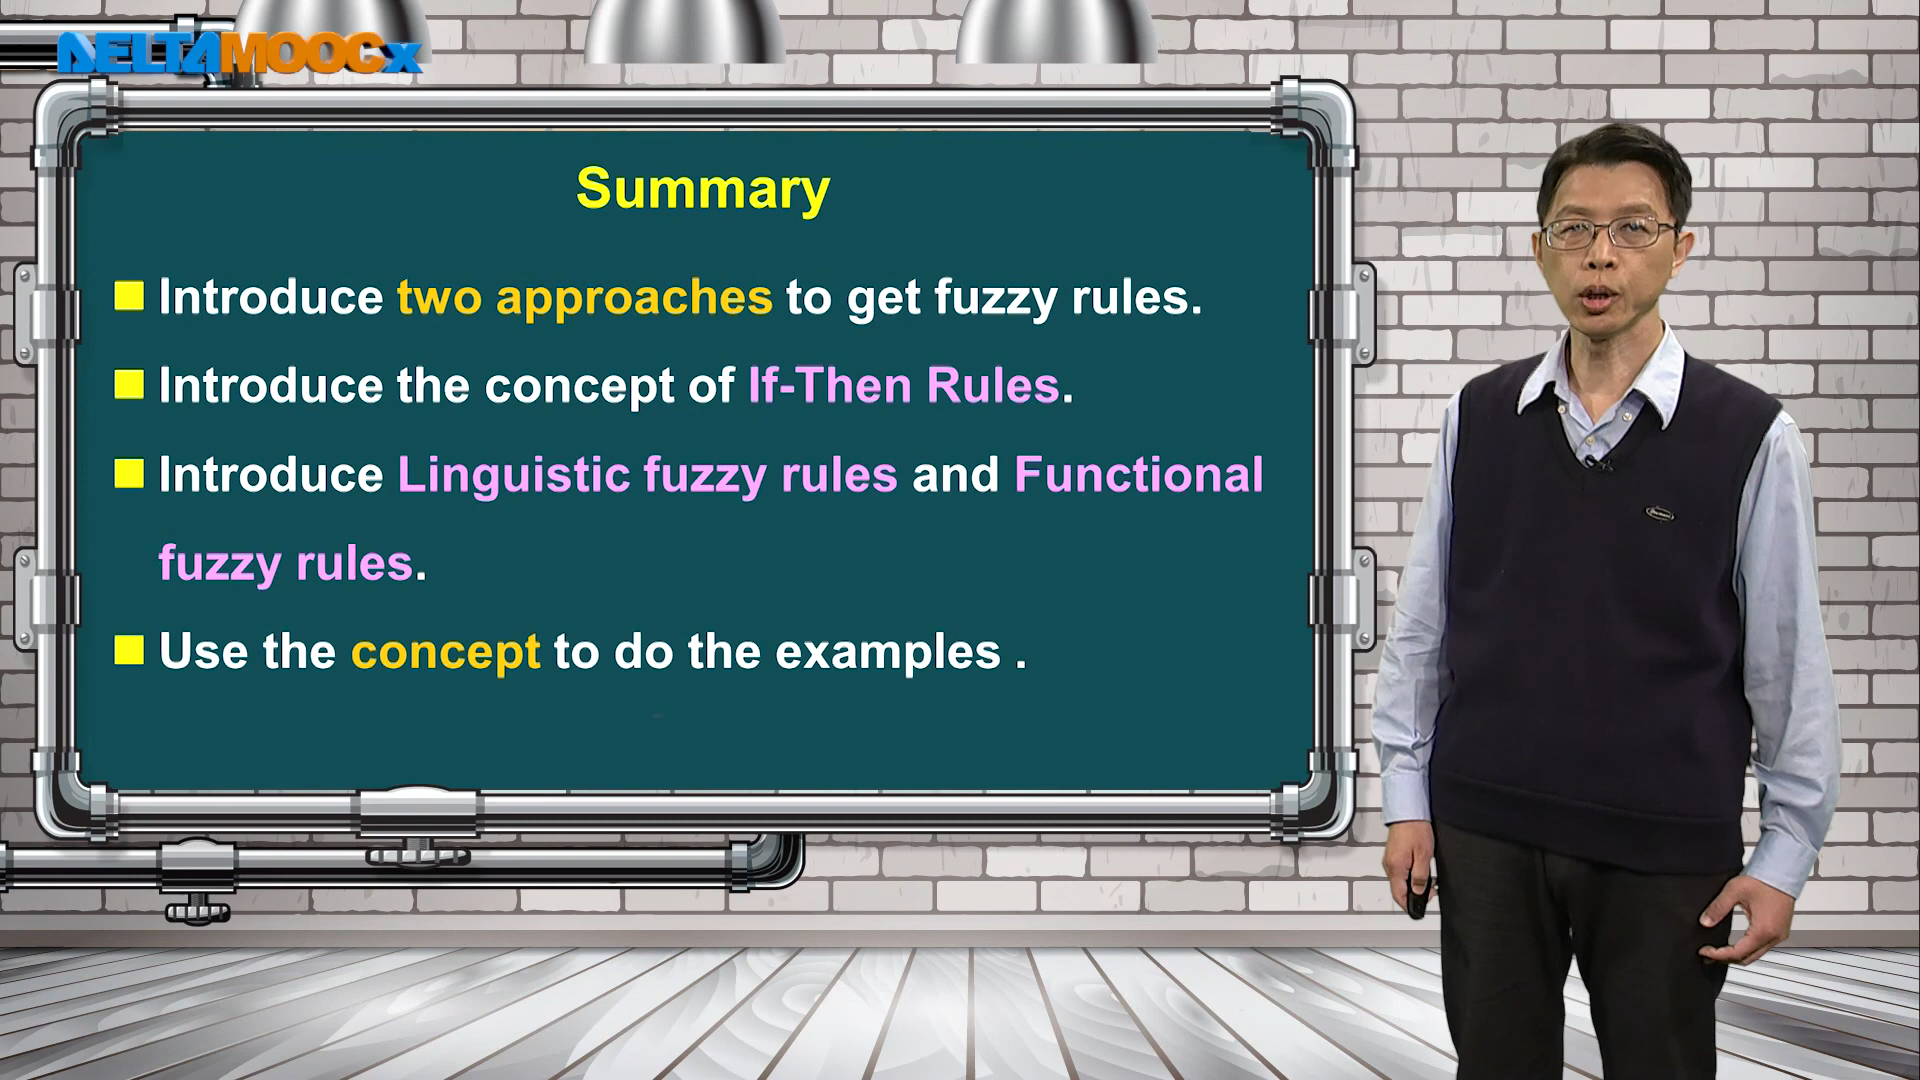 DELTAMOOCx
Summary
Introduce two approaches to get fuzzy rules.
Introduce the concept of If-Then Rules.
Introduce Linguistic fuzzy rules and Functional
fuzzy rules.
Use the concept to do the examples .